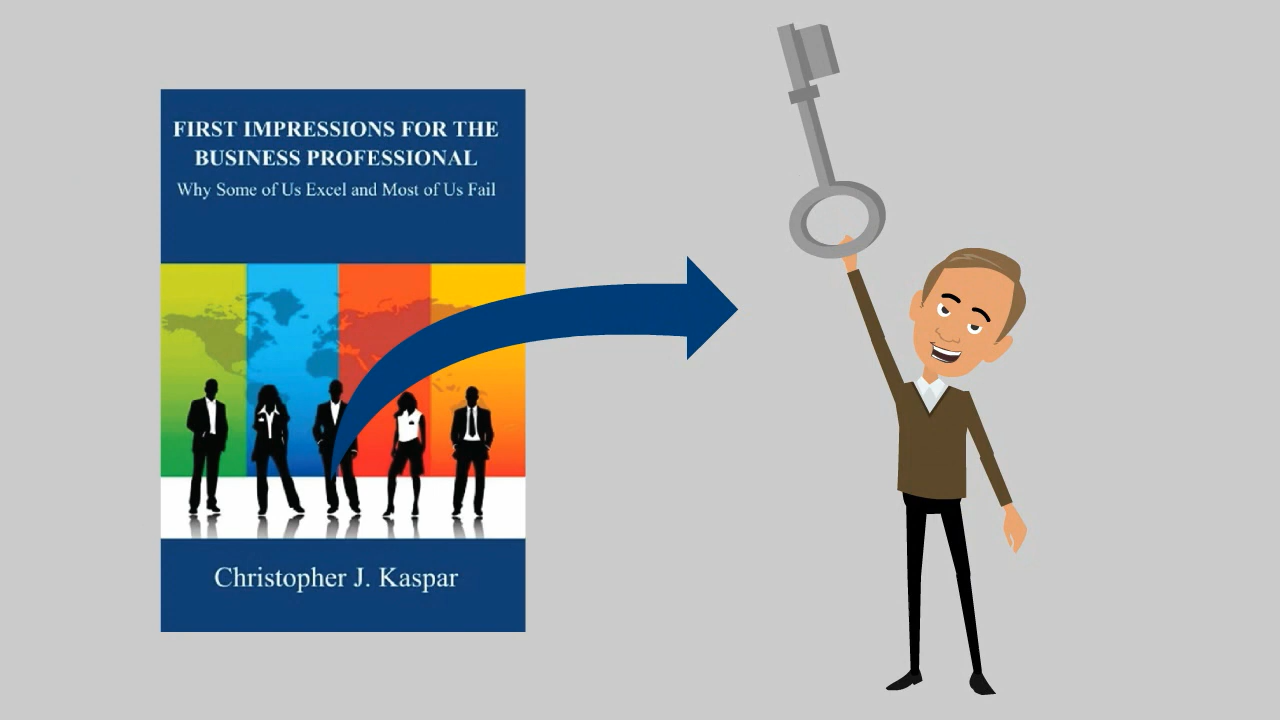 FIRST IMPRESSIONS FOR THE
BUSINESS PROFESSIONAL
Why Some of Us Excel and Most of Us Fail
Christopher J. Kaspar